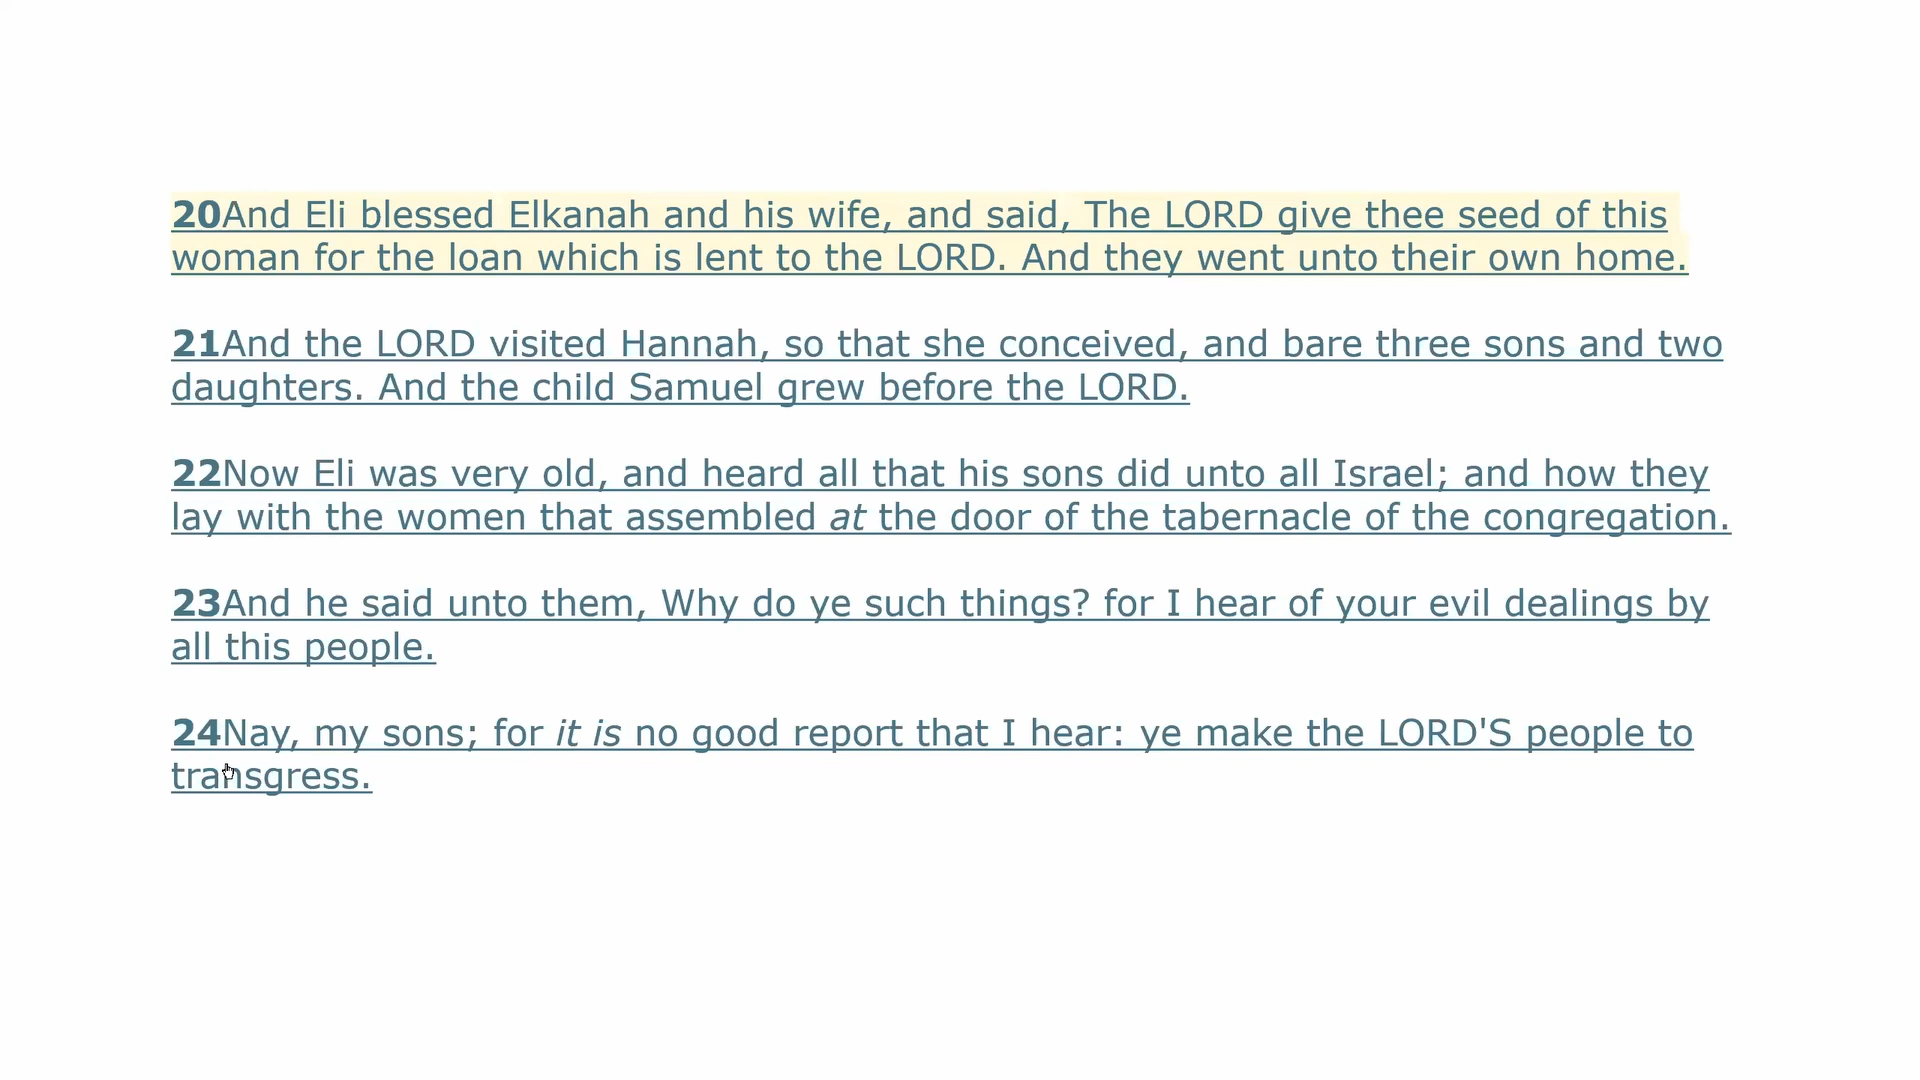 20And Eli blessed Elkanah and his wife, and said, The LORD give thee seed of this
woman for the loan which is lent to the LORD. And they went unto their own home.
21And the LORD visited Hannah, so that she conceived, and bare three sons and two
daughters. And the child Samuel grew before the LORD.
22Now Eli was very old, and heard all that his sons did unto all Israel; and how they
lay with the women that assembled at the door of the tabernacle of the congregation.
23And he said unto them, Why do ye such things? for I hear of your evil dealings by
all this people.
24Nay, my sons; for it is no good report that I hear: ye make the LORD'S people to
transgress.